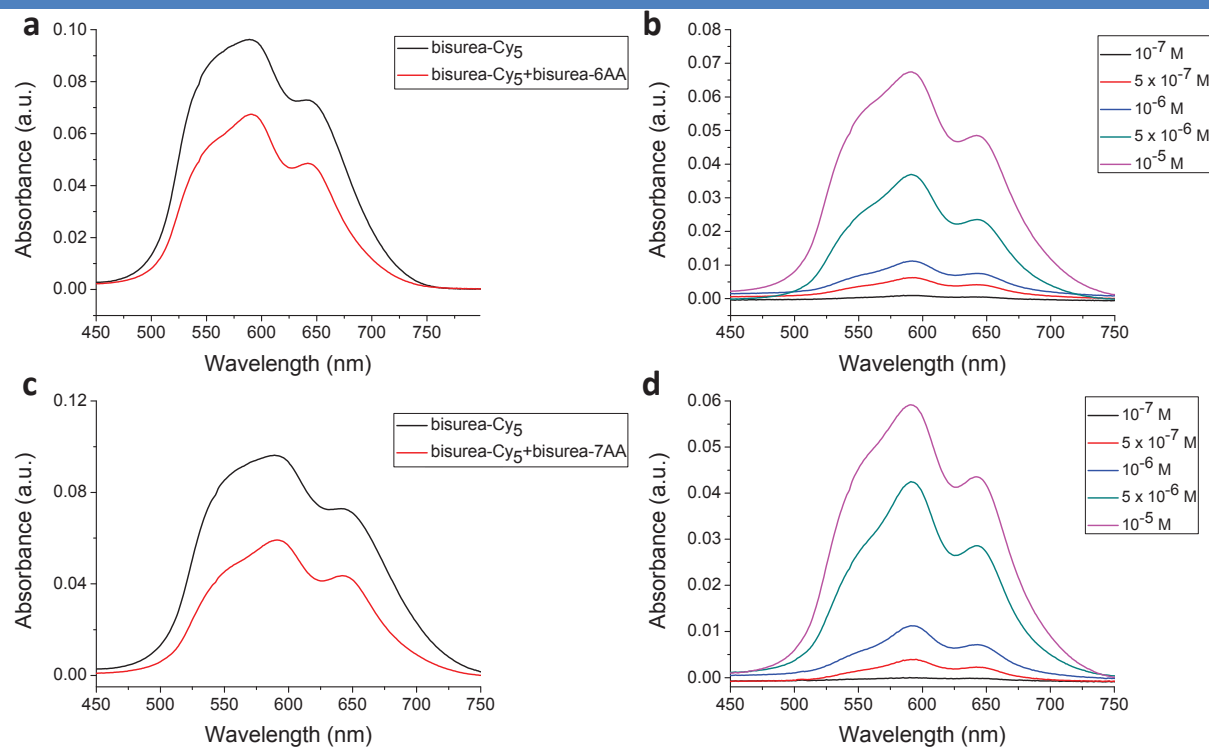 a
0.10
0.08
0.06
0.04
0.02
0.00
450 500 550 600 650 700 750
Absorbance (a.u.)
Wavelength (nm)
bisurea-Cy5
bisurea-Cy5+bisurea-6AA
b
0.08
0.07
0.06
0.05
0.04
0.03
0.02
0.01
0.00
450 500 550 600 650 700 750
Absorbance (a.u.)
Wavelength (nm)
10⁻⁷ M
5 x 10⁻⁷ M
10⁻⁶ M
5 x 10⁻⁶ M
10⁻⁵ M
c
0.12
0.08
0.04
0.00
450 500 550 600 650 700 750
Absorbance (a.u.)
Wavelength (nm)
bisurea-Cy5
bisurea-Cy5+bisurea-7AA
d
0.06
0.05
0.04
0.03
0.02
0.01
0.00
450 500 550 600 650 700 750
Absorbance (a.u.)
Wavelength (nm)
10⁻⁷ M
5 x 10⁻⁷ M
10⁻⁶ M
5 x 10⁻⁶ M
10⁻⁵ M